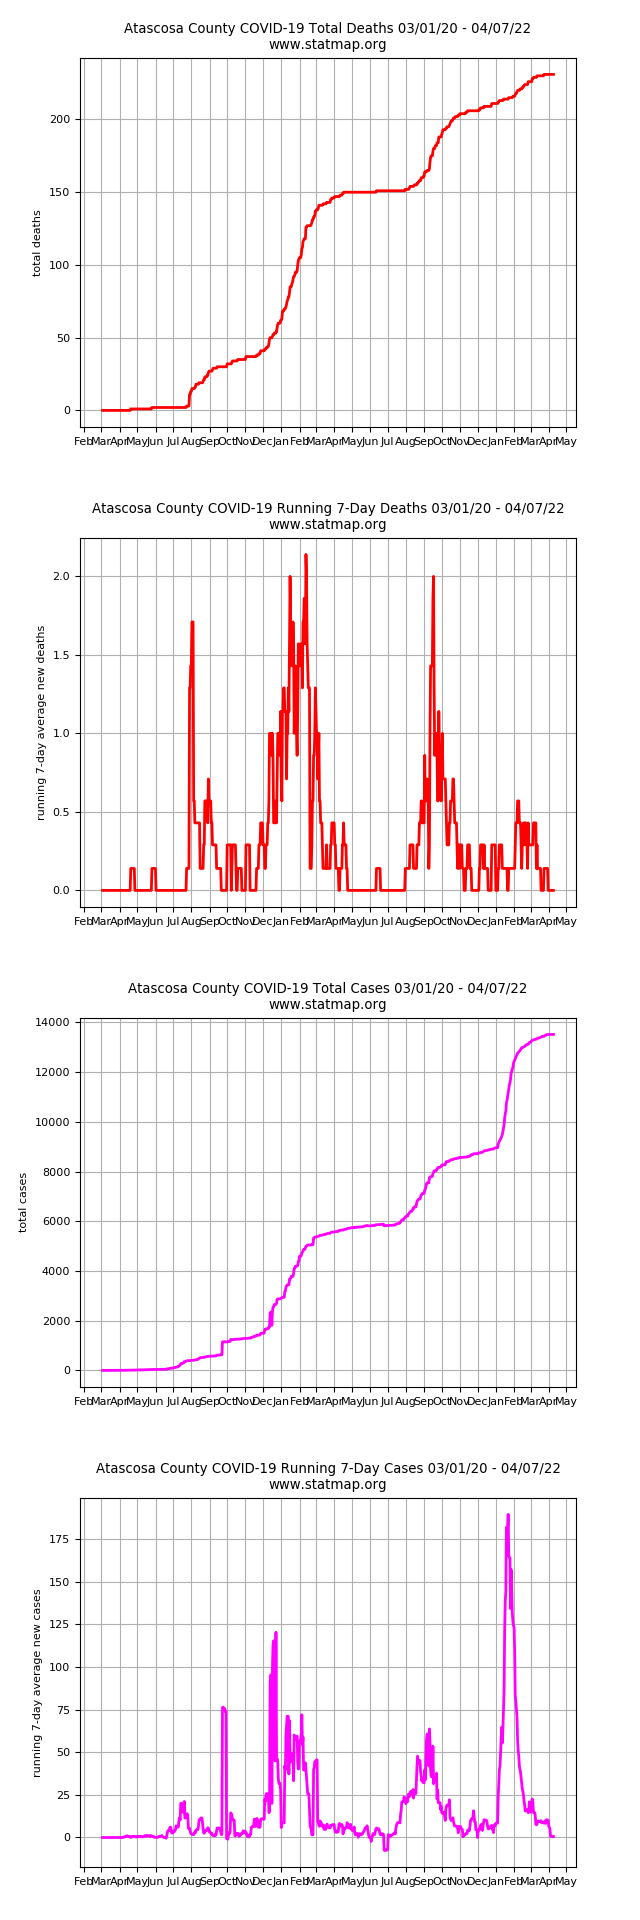 Atascosa County COVID-19 Total Deaths 03/01/20 - 04/07/22
www.statmap.org
200
150
100
50
0
total deaths
Feb Mar Apr May Jun Jul Aug Sep Oct Nov Dec Jan Feb Mar Apr May Jun Jul Aug Sep Oct Nov Dec Jan Feb Mar Apr May
Atascosa County COVID-19 Running 7-Day Deaths 03/01/20 - 04/07/22
www.statmap.org
2.0
1.5
1.0
0.5
0.0
running 7-day average new deaths
Feb Mar Apr May Jun Jul Aug Sep Oct Nov Dec Jan Feb Mar Apr May Jun Jul Aug Sep Oct Nov Dec Jan Feb Mar Apr May
Atascosa County COVID-19 Total Cases 03/01/20 - 04/07/22
www.statmap.org
14000
12000
10000
8000
6000
4000
2000
0
total cases
Feb Mar Apr May Jun Jul Aug Sep Oct Nov Dec Jan Feb Mar Apr May Jun Jul Aug Sep Oct Nov Dec Jan Feb Mar Apr May
Atascosa County COVID-19 Running 7-Day Cases 03/01/20 - 04/07/22
www.statmap.org
175
150
125
100
75
50
25
0
running 7-day average new cases
Feb Mar Apr May Jun Jul Aug Sep Oct Nov Dec Jan Feb Mar Apr May Jun Jul Aug Sep Oct Nov Dec Jan Feb Mar Apr May